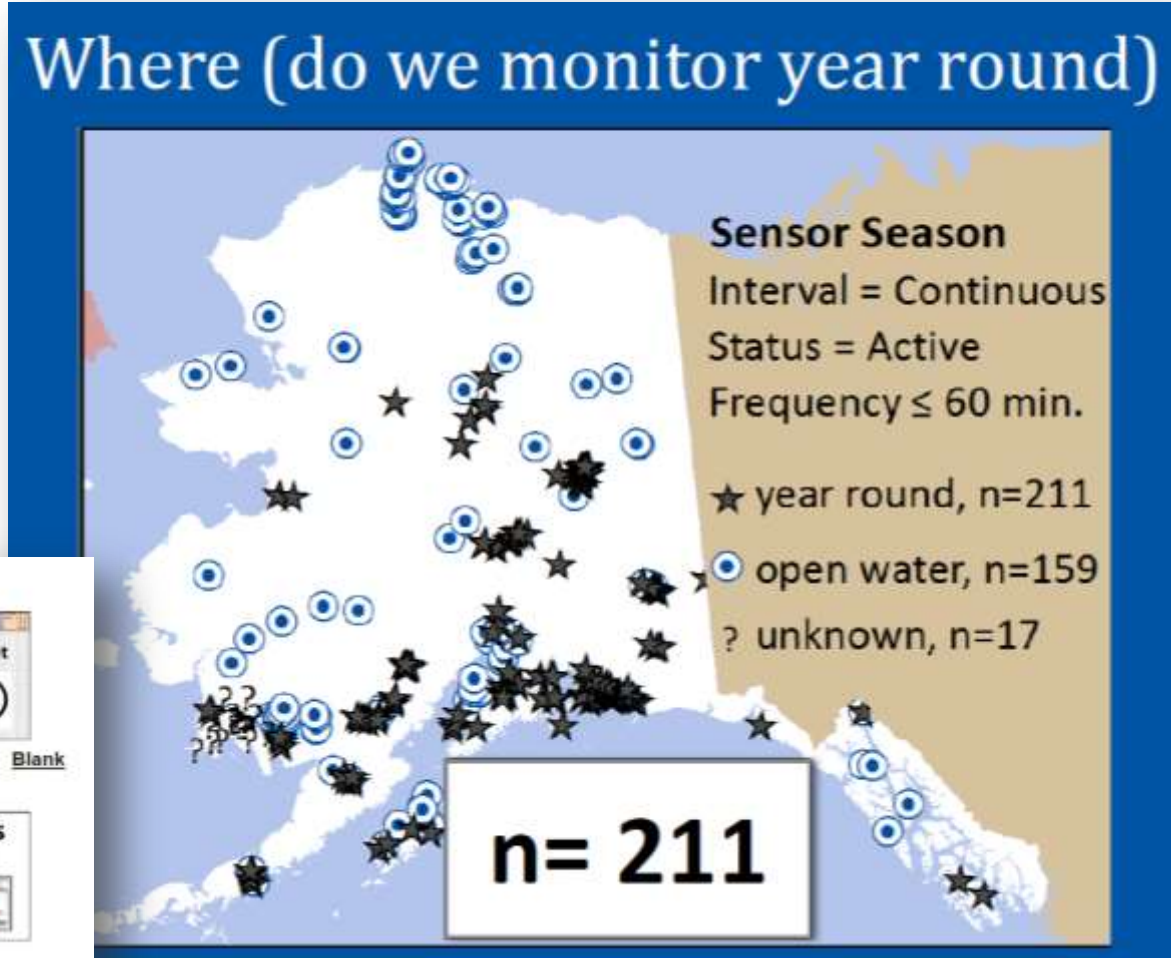 Where (do we monitor year round)
Sensor Season
Interval = Continuous
Status = Active
Frequency ≤ 60 min.
year round, n=211
open water, n=159
? unknown, n=17
? ?
? ?
? ? ?
n= 211
Blank